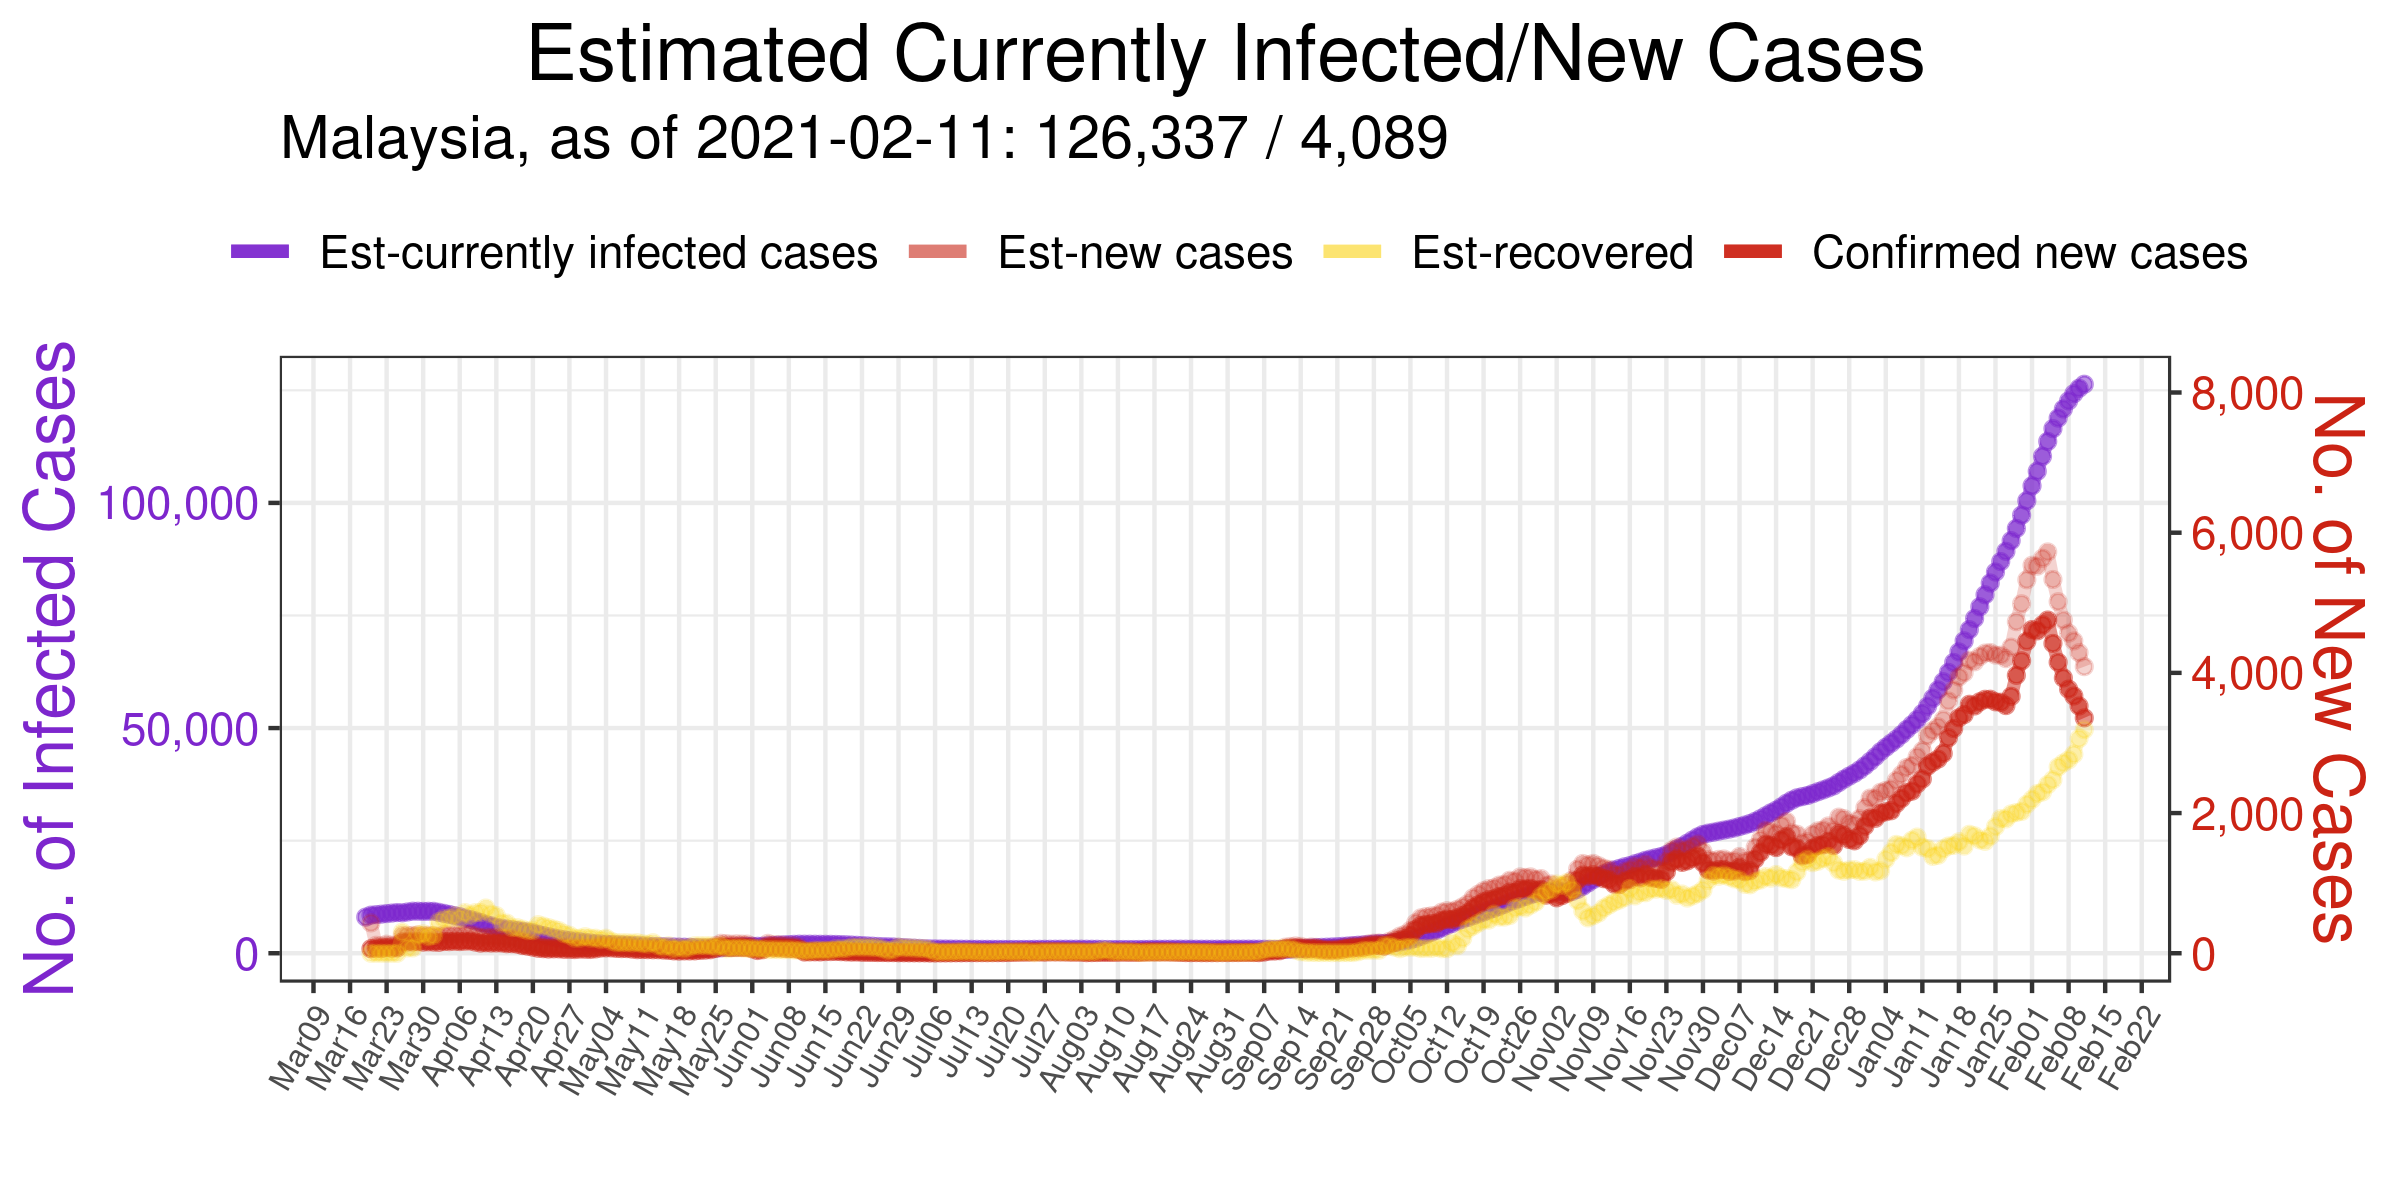 Estimated Currently Infected/New Cases
Malaysia, as of 2021-02-11: 126,337 / 4,089
Est-currently infected cases Est-new cases Est-recovered Confirmed new cases
No. of Infected Cases
100,000
50,000
0
8,000
6,000
4,000
2,000
0
No. of New Cases
Mar09 Mar16 Mar23 Mar30 Apr06 Apr13 Apr20 Apr27 May04 May11 May18 May25 Jun01 Jun08 Jun15 Jun22 Jun29 Jul06 Jul13 Jul20 Jul27 Aug03 Aug10 Aug17 Aug24 Aug31 Sep07 Sep14 Sep21 Sep28 Oct05 Oct12 Oct19 Oct26 Nov02 Nov09 Nov16 Nov23 Nov30 Dec07 Dec14 Dec21 Dec28 Jan04 Jan11 Jan18 Jan25 Feb01 Feb08 Feb15 Feb22